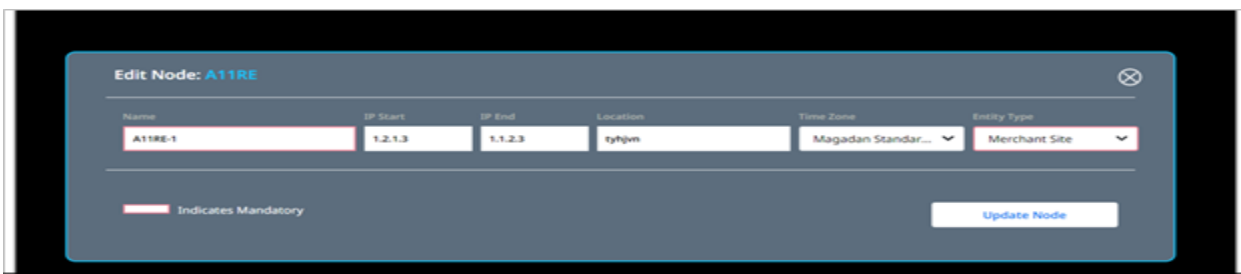 Edit Node: A11RE
Name IP Start IP End Location Time Zone Entity Type
A11RE-1 1.2.1.3 1.1.2.3 tyhjvn Magadan Standar... Merchant Site
Indicates Mandatory
Update Node